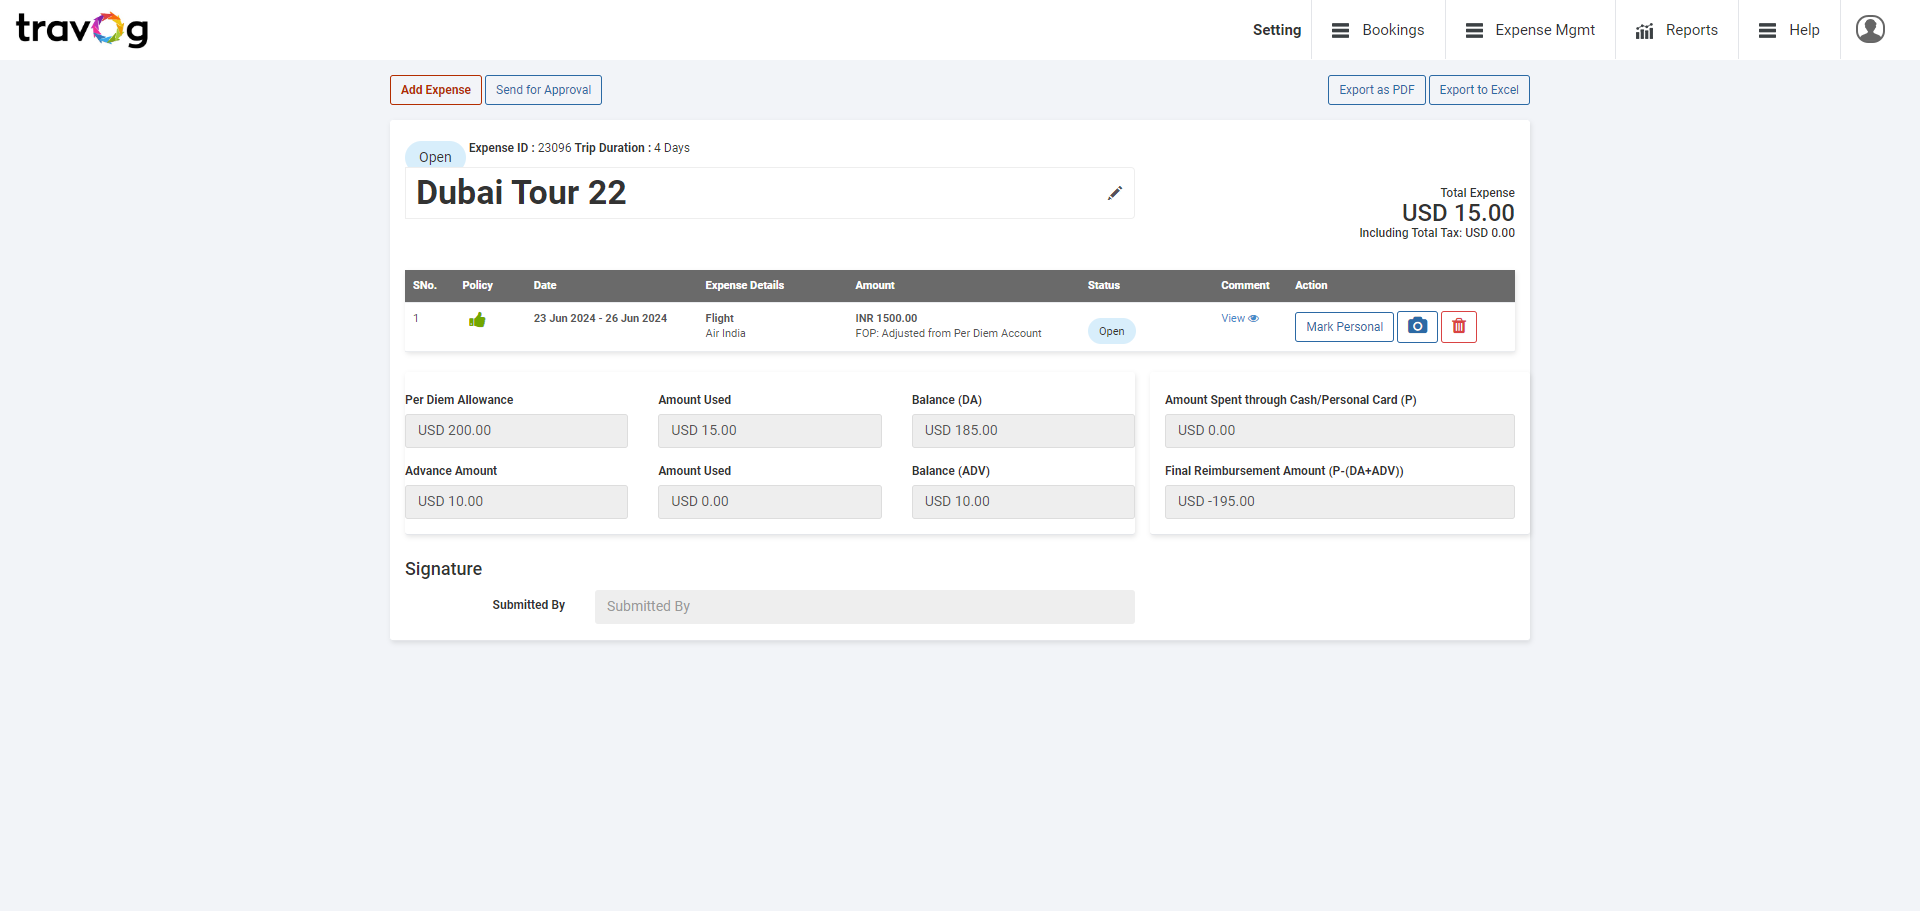 travog
Setting Bookings Expense Mgmt Reports Help
Add Expense Send for Approval Export as PDF Export to Excel
Open Expense ID : 23096 Trip Duration : 4 Days
Dubai Tour 22
Total Expense
USD 15.00
Including Total Tax: USD 0.00
SNo. Policy Date Expense Details Amount Status Comment Action
1 23 Jun 2024 - 26 Jun 2024 Flight INR 1500.00 Open View Mark Personal
Air India FOP: Adjusted from Per Diem Account
Per Diem Allowance Amount Used Balance (DA) Amount Spent through Cash/Personal Card (P)
USD 200.00 USD 15.00 USD 185.00 USD 0.00
Advance Amount Amount Used Balance (ADV) Final Reimbursement Amount (P-(DA+ADV))
USD 10.00 USD 0.00 USD 10.00 USD -195.00
Signature
Submitted By Submitted By